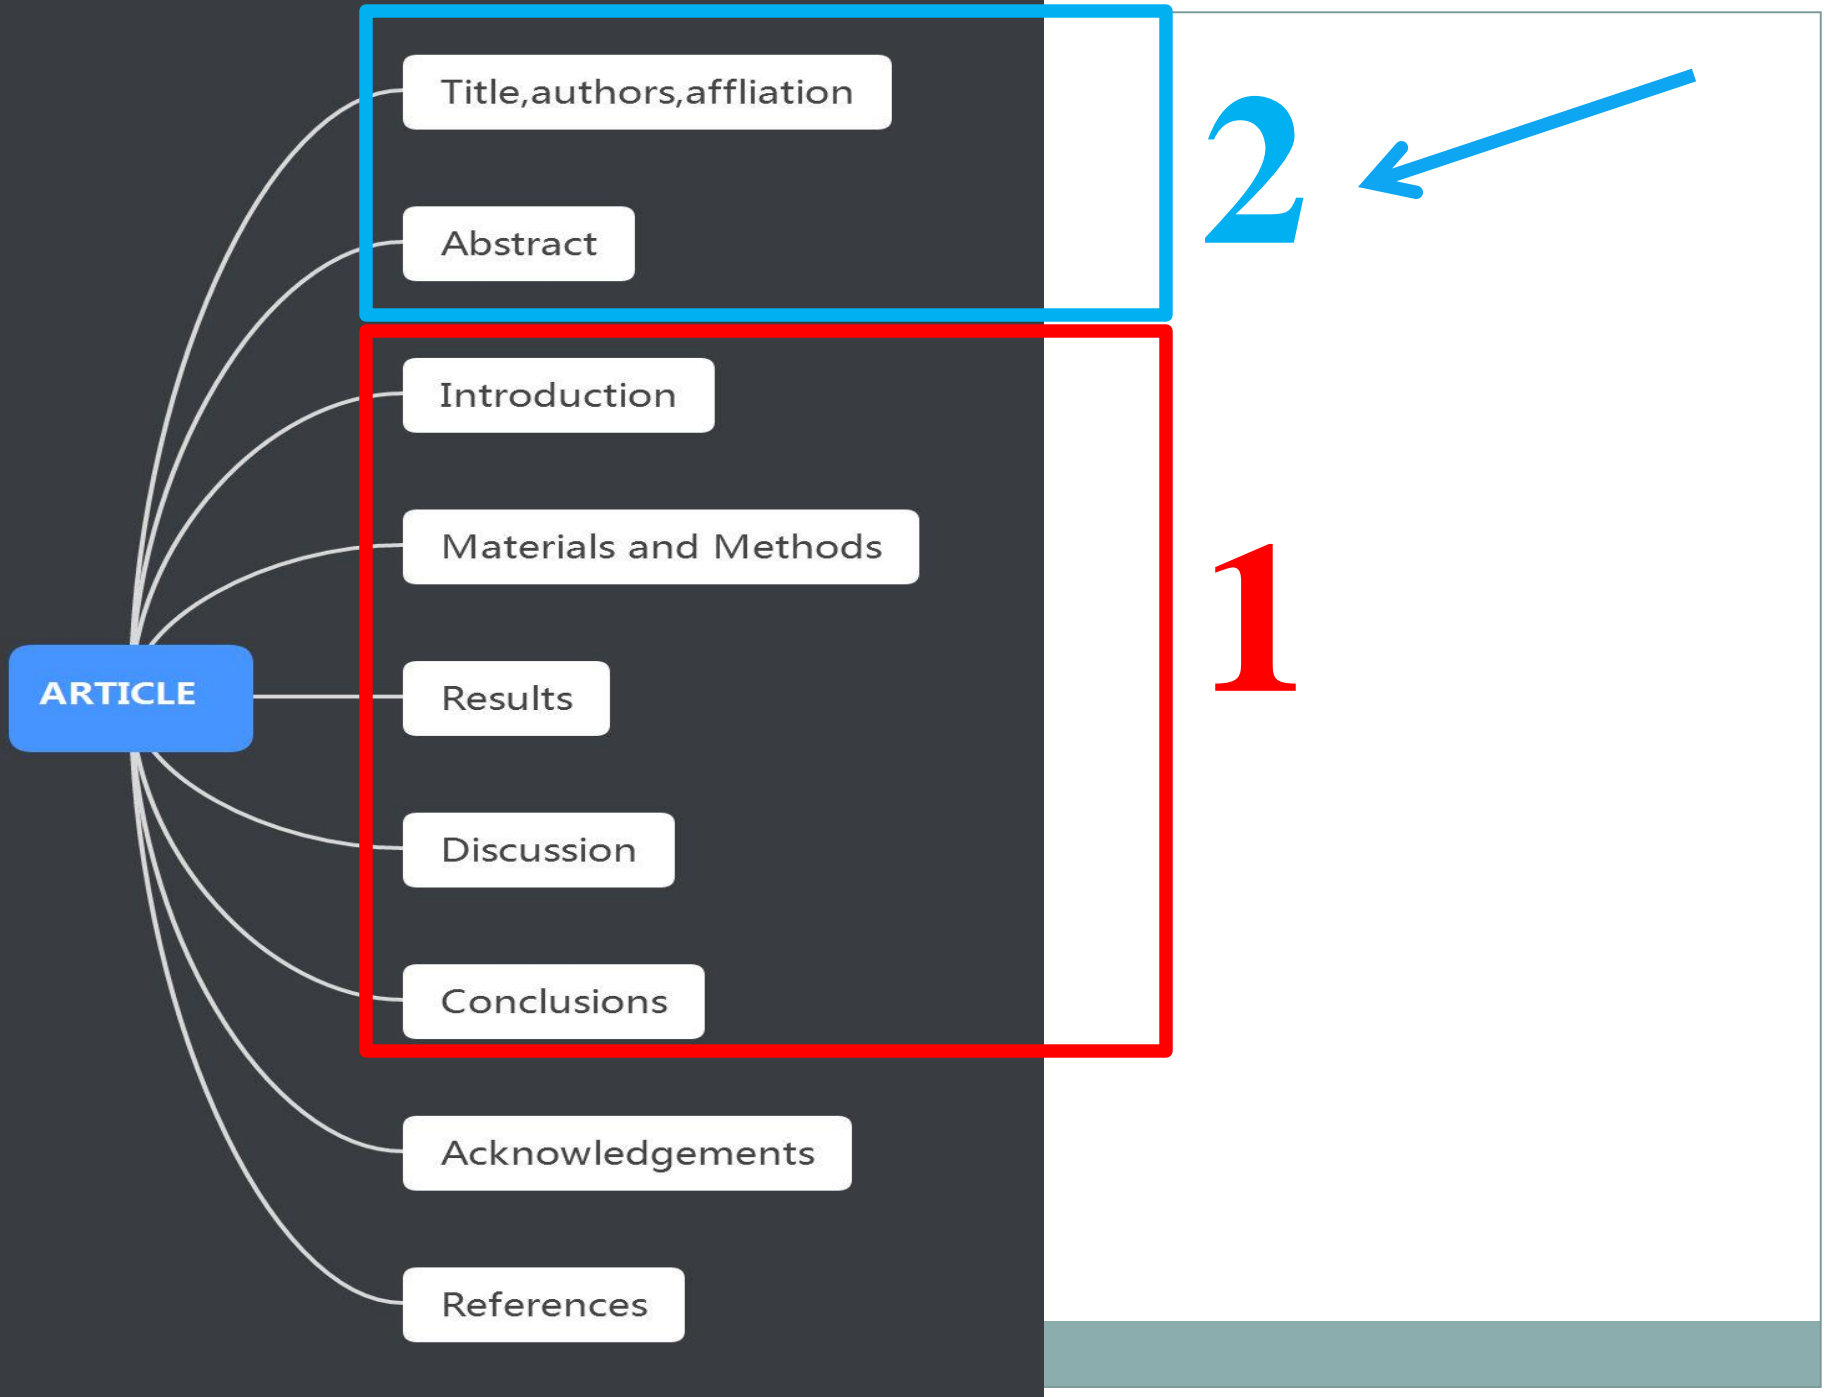 Title,authors,affliation
2
Abstract
Introduction
Materials and Methods
1
ARTICLE
Results
Discussion
Conclusions
Acknowledgements
References